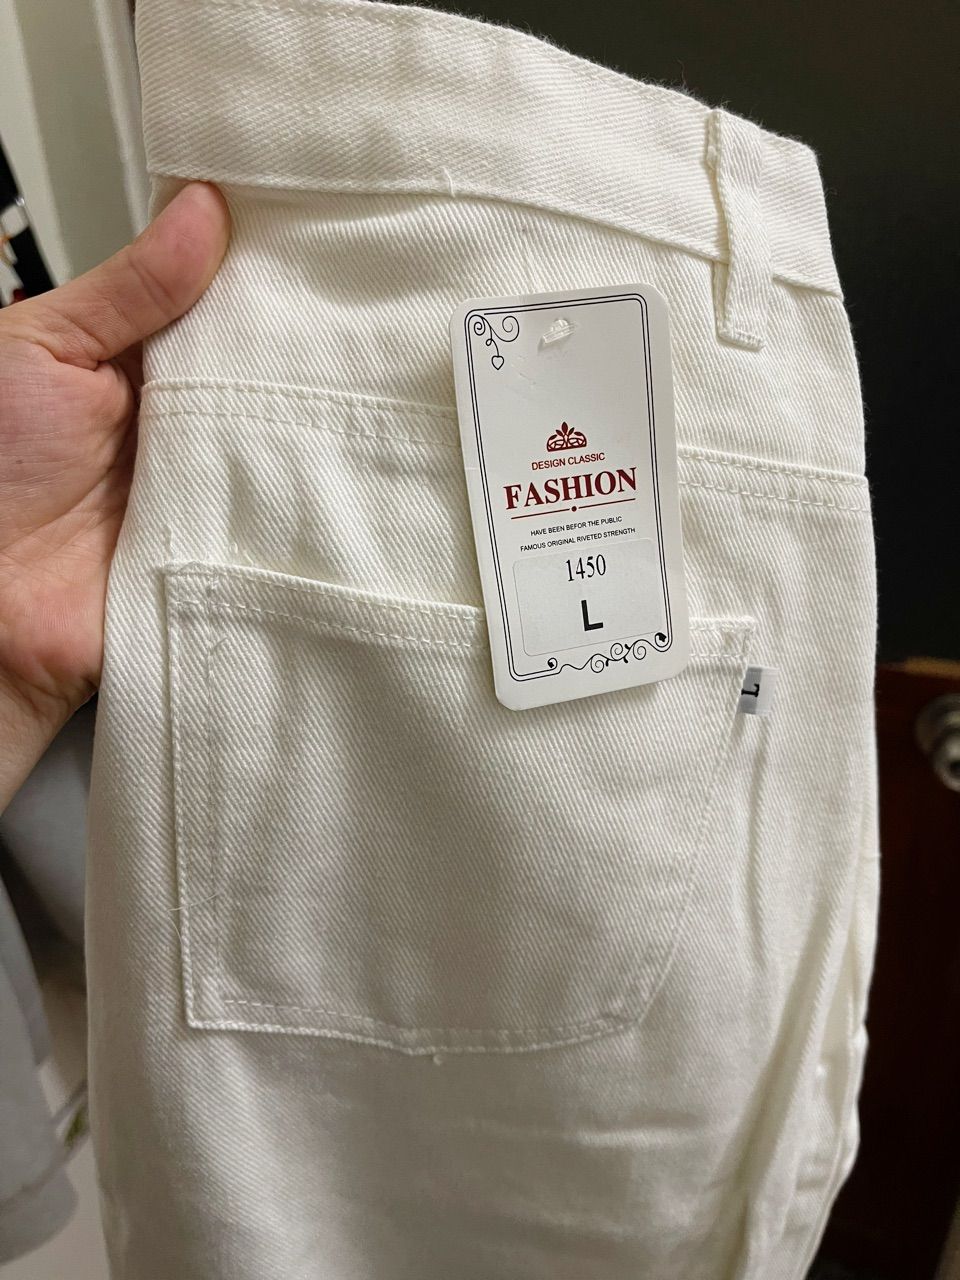 DESIGN CLASSIC
FASHION
HAVE BEEN BEFOR THE PUBLIC
FAMOUS ORIGINAL RIVETED STRENGTH
1450
L
L